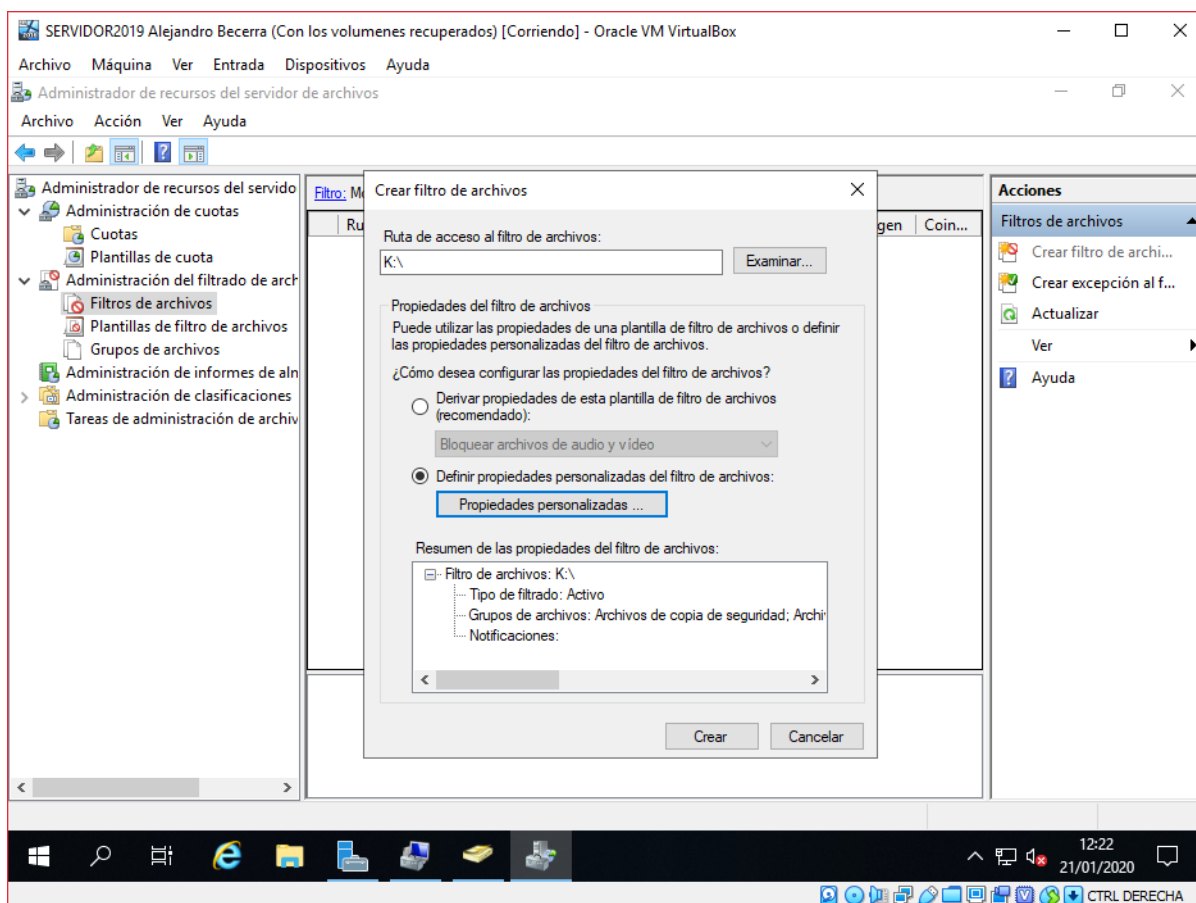 SERVIDOR2019 Alejandro Becerra (Con los volumenes recuperados) [Corriendo] - Oracle VM VirtualBox
Archivo Máquina Ver Entrada Dispositivos Ayuda
Administrador de recursos del servidor de archivos
Archivo Acción Ver Ayuda
Administrador de recursos del servido
Administración de cuotas
Cuotas
Plantillas de cuota
Administración del filtrado de arch
Filtros de archivos
Plantillas de filtro de archivos
Grupos de archivos
Administración de informes de aln
Administración de clasificaciones
Tareas de administración de archiv
Filtro: Mo
Ru
gen Coin...
Crear filtro de archivos
Ruta de acceso al filtro de archivos:
K:\
Examinar...
Propiedades del filtro de archivos
Puede utilizar las propiedades de una plantilla de filtro de archivos o definir
las propiedades personalizadas del filtro de archivos.
¿Cómo desea configurar las propiedades del filtro de archivos?
Derivar propiedades de esta plantilla de filtro de archivos
(recomendado):
Bloquear archivos de audio y vídeo
Definir propiedades personalizadas del filtro de archivos:
Propiedades personalizadas ...
Resumen de las propiedades del filtro de archivos:
Filtro de archivos: K:\
Tipo de filtrado: Activo
Grupos de archivos: Archivos de copia de seguridad; Archi
Notificaciones:
Crear
Cancelar
Acciones
Filtros de archivos
Crear filtro de archi...
Crear excepción al f...
Actualizar
Ver
Ayuda
12:22
21/01/2020
CTRL DERECHA